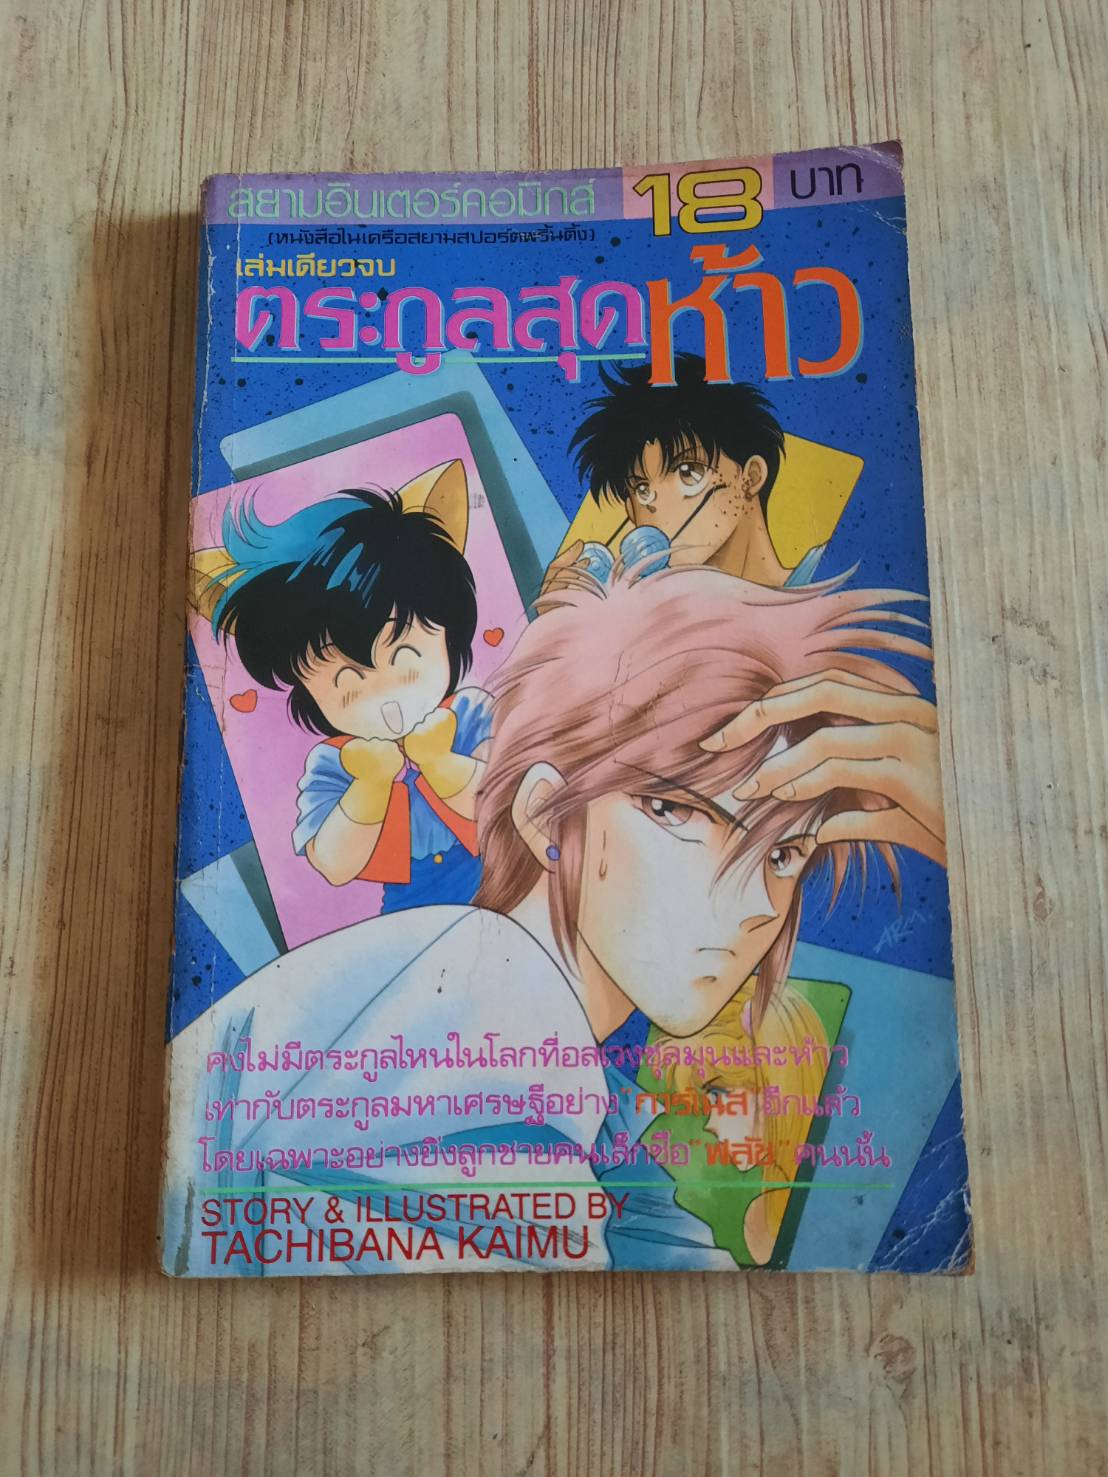 สยามอินเตอร์คอมิกส์ 18 บาท
(หนังสือในเครือสยามสปอร์ตพริ้นติ้ง)
เล่มเดียวจบ
ตระกูลสุดห้าว
ARM.
คงไม่มีตระกูลไหนในโลกที่อลเวงชุลมุนและห้าว
เท่ากับตระกูลมหาเศรษฐีอย่าง "การ์เนส" อีกแล้ว
โดยเฉพาะอย่างยิ่งลูกชายคนเล็กชื่อ "ฟลัซ" คนนั้น
STORY & ILLUSTRATED BY
TACHIBANA KAIMU